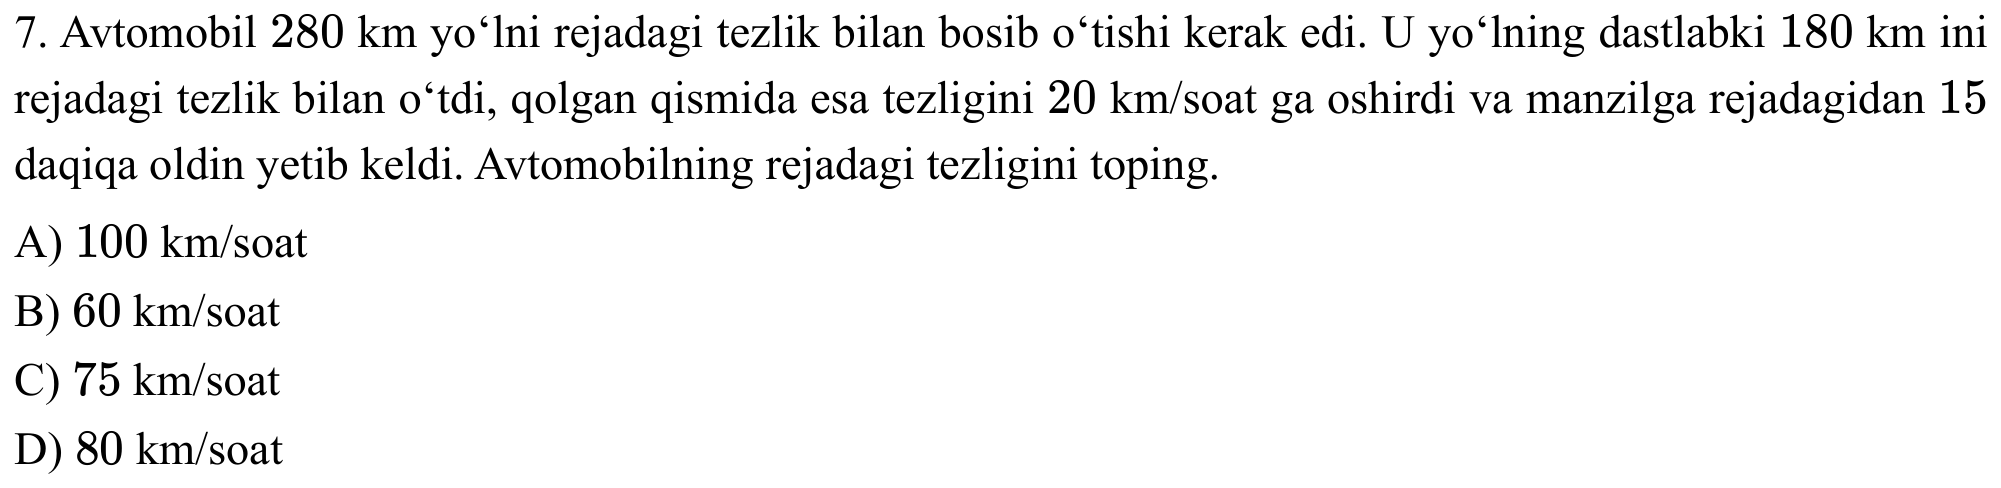 7. Avtomobil 280 km yo‘lni rejadagi tezlik bilan bosib o‘tishi kerak edi. U yo‘lning dastlabki 180 km ini
rejadagi tezlik bilan o‘tdi, qolgan qismida esa tezligini 20 km/soat ga oshirdi va manzilga rejadagidan 15
daqiqa oldin yetib keldi. Avtomobilning rejadagi tezligini toping.
A) 100 km/soat
B) 60 km/soat
C) 75 km/soat
D) 80 km/soat